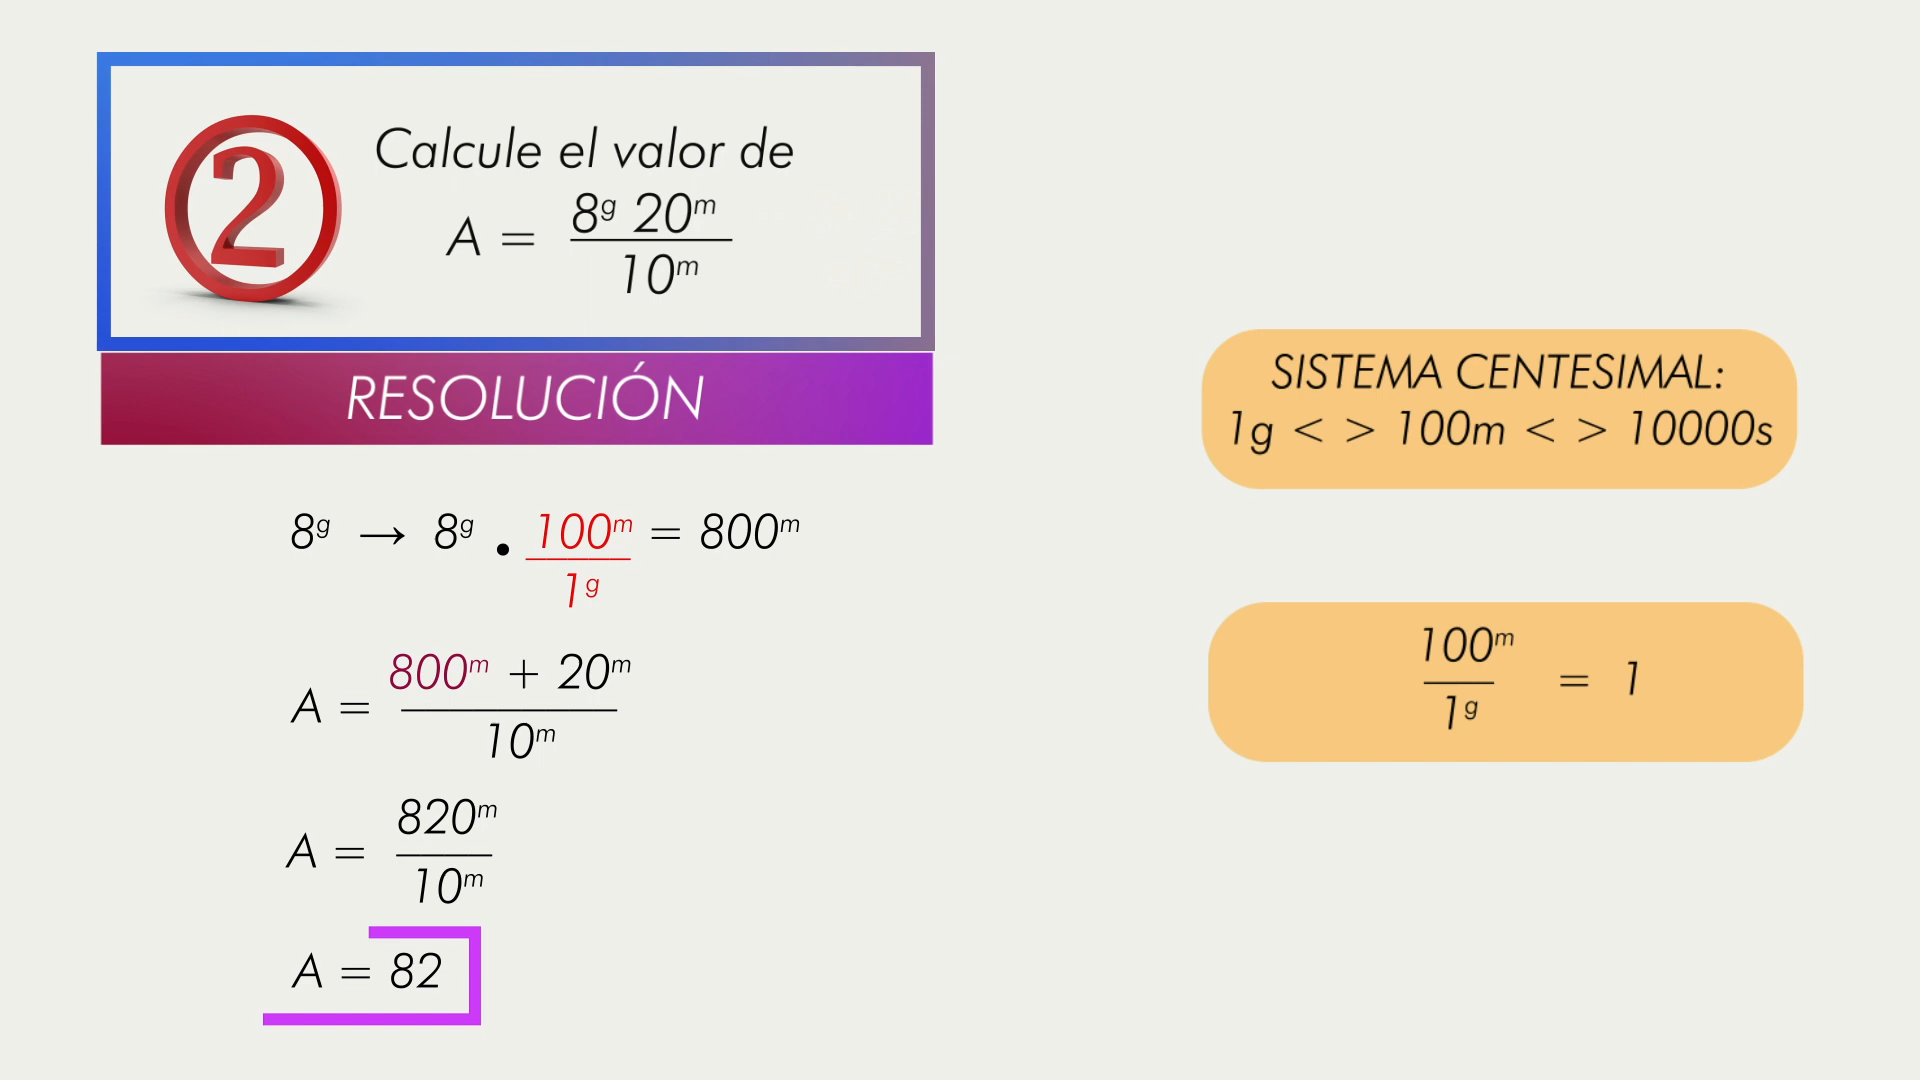 2
Calcule el valor de
A = 8ᵍ 20ᵐ / 10ᵐ
RESOLUCIÓN
8ᵍ → 8ᵍ • 100ᵐ / 1ᵍ = 800ᵐ
A = 800ᵐ + 20ᵐ / 10ᵐ
A = 820ᵐ / 10ᵐ
A = 82
SISTEMA CENTESIMAL:
1g < > 100m < > 10000s
100ᵐ / 1ᵍ = 1